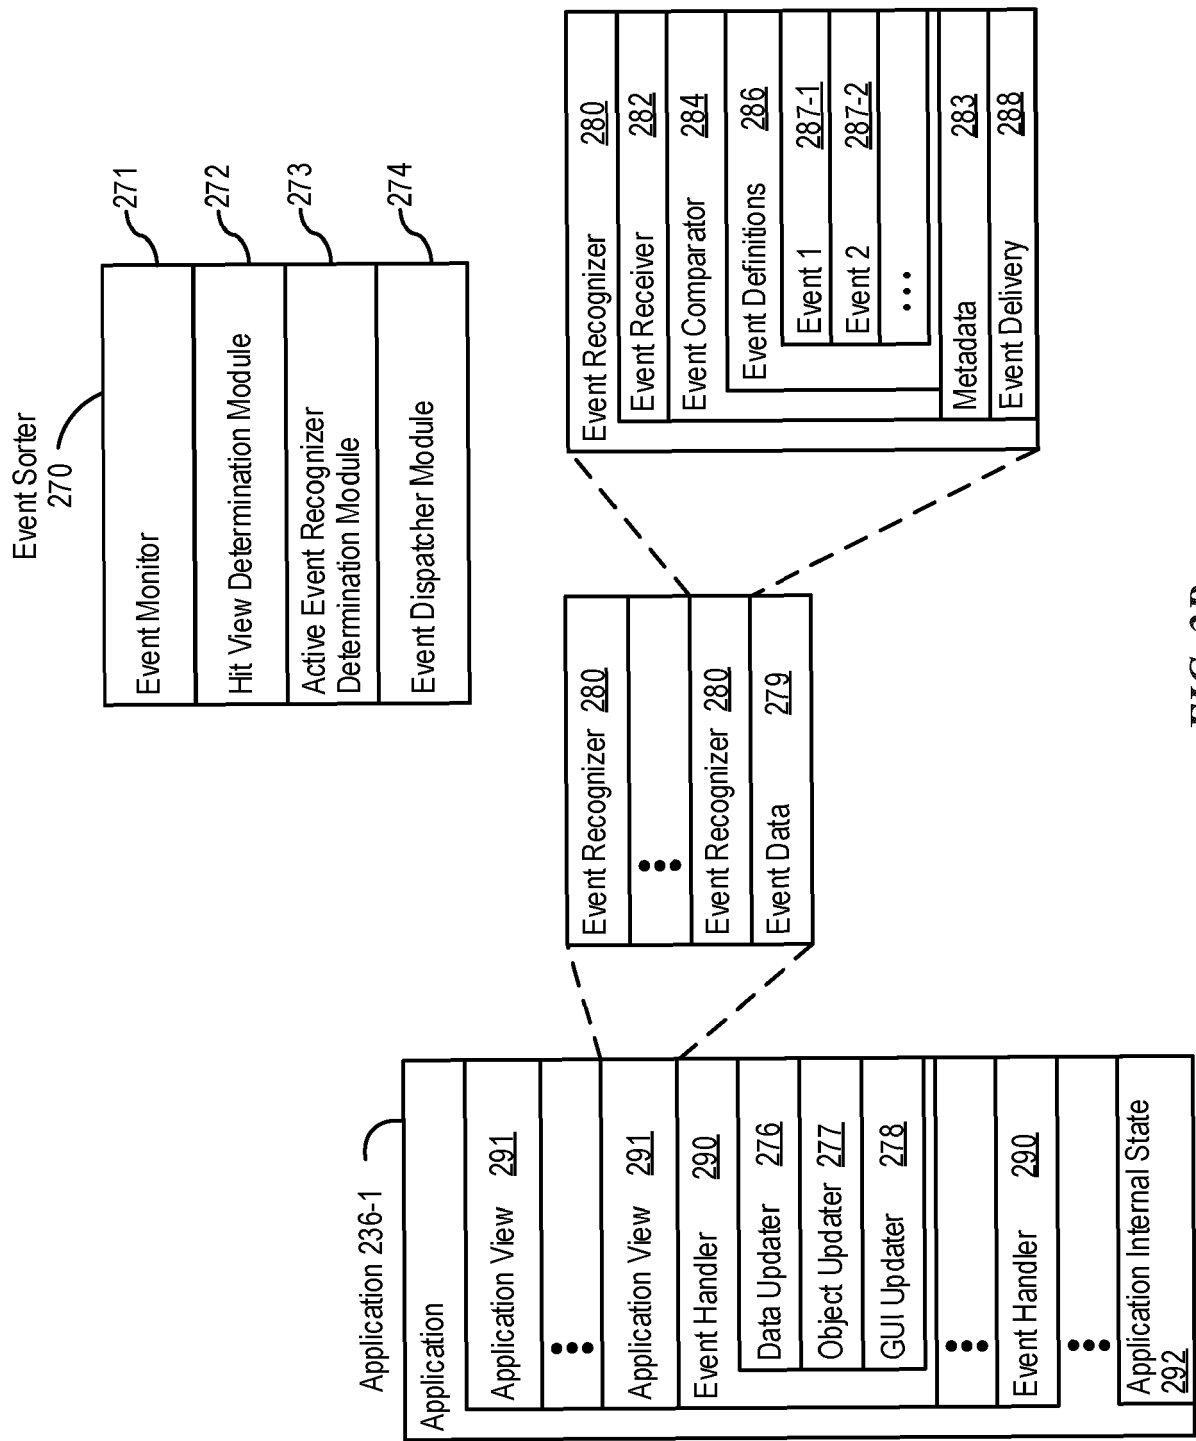 Event Sorter
270
Event Monitor
271
Hit View Determination Module
272
Active Event Recognizer
Determination Module
273
Event Dispatcher Module
274
Application 236-1
Application
Application View 291
Application View 291
Event Handler 290
Data Updater 276
Object Updater 277
GUI Updater 278
Event Handler 290
Application Internal State
292
Event Recognizer 280
Event Recognizer 280
Event Data 279
Event Recognizer 280
Event Receiver 282
Event Comparator 284
Event Definitions 286
Event 1 287-1
Event 2 287-2
Metadata 283
Event Delivery 288